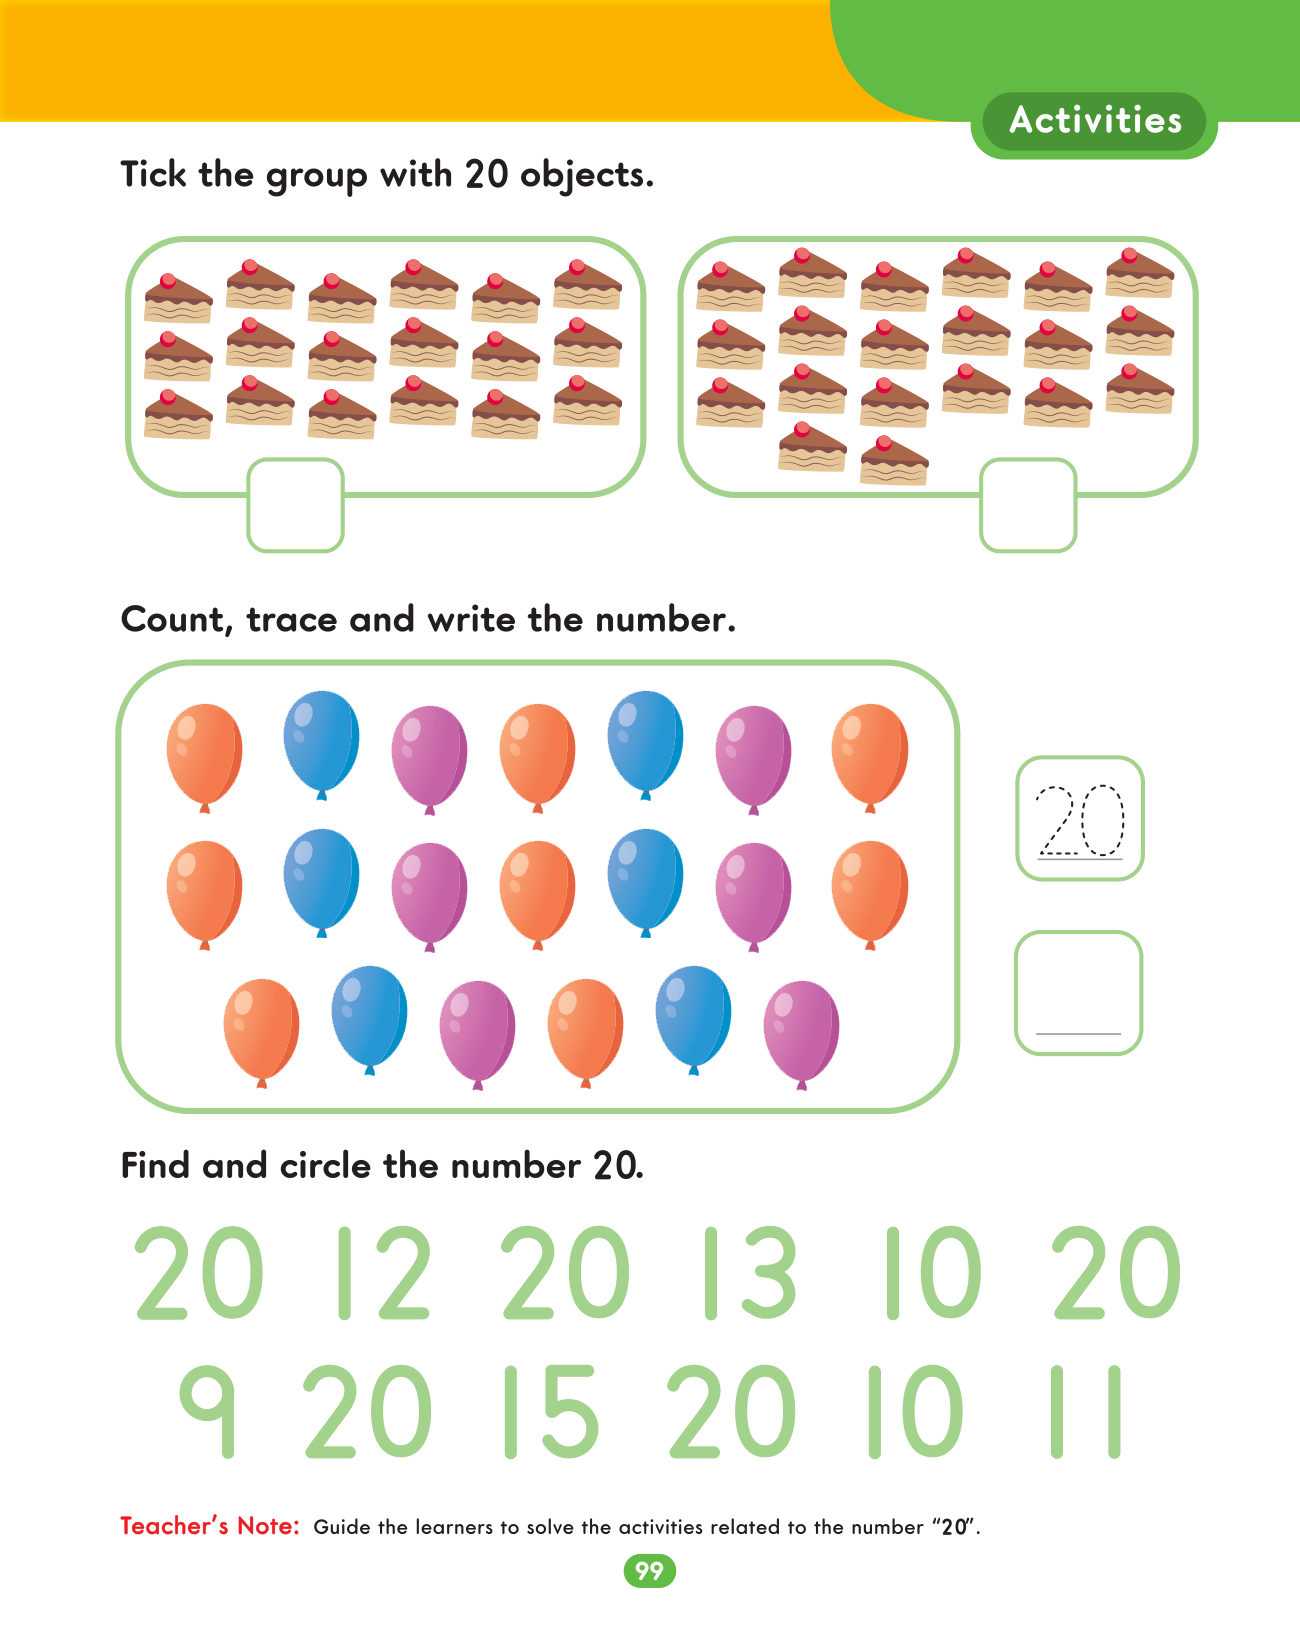 Activities
Tick the group with 20 objects.
Count, trace and write the number.
20
Find and circle the number 20.
20 12 20 13 10 20
9 20 15 20 10 11
Teacher's Note: Guide the learners to solve the activities related to the number “20”.
99